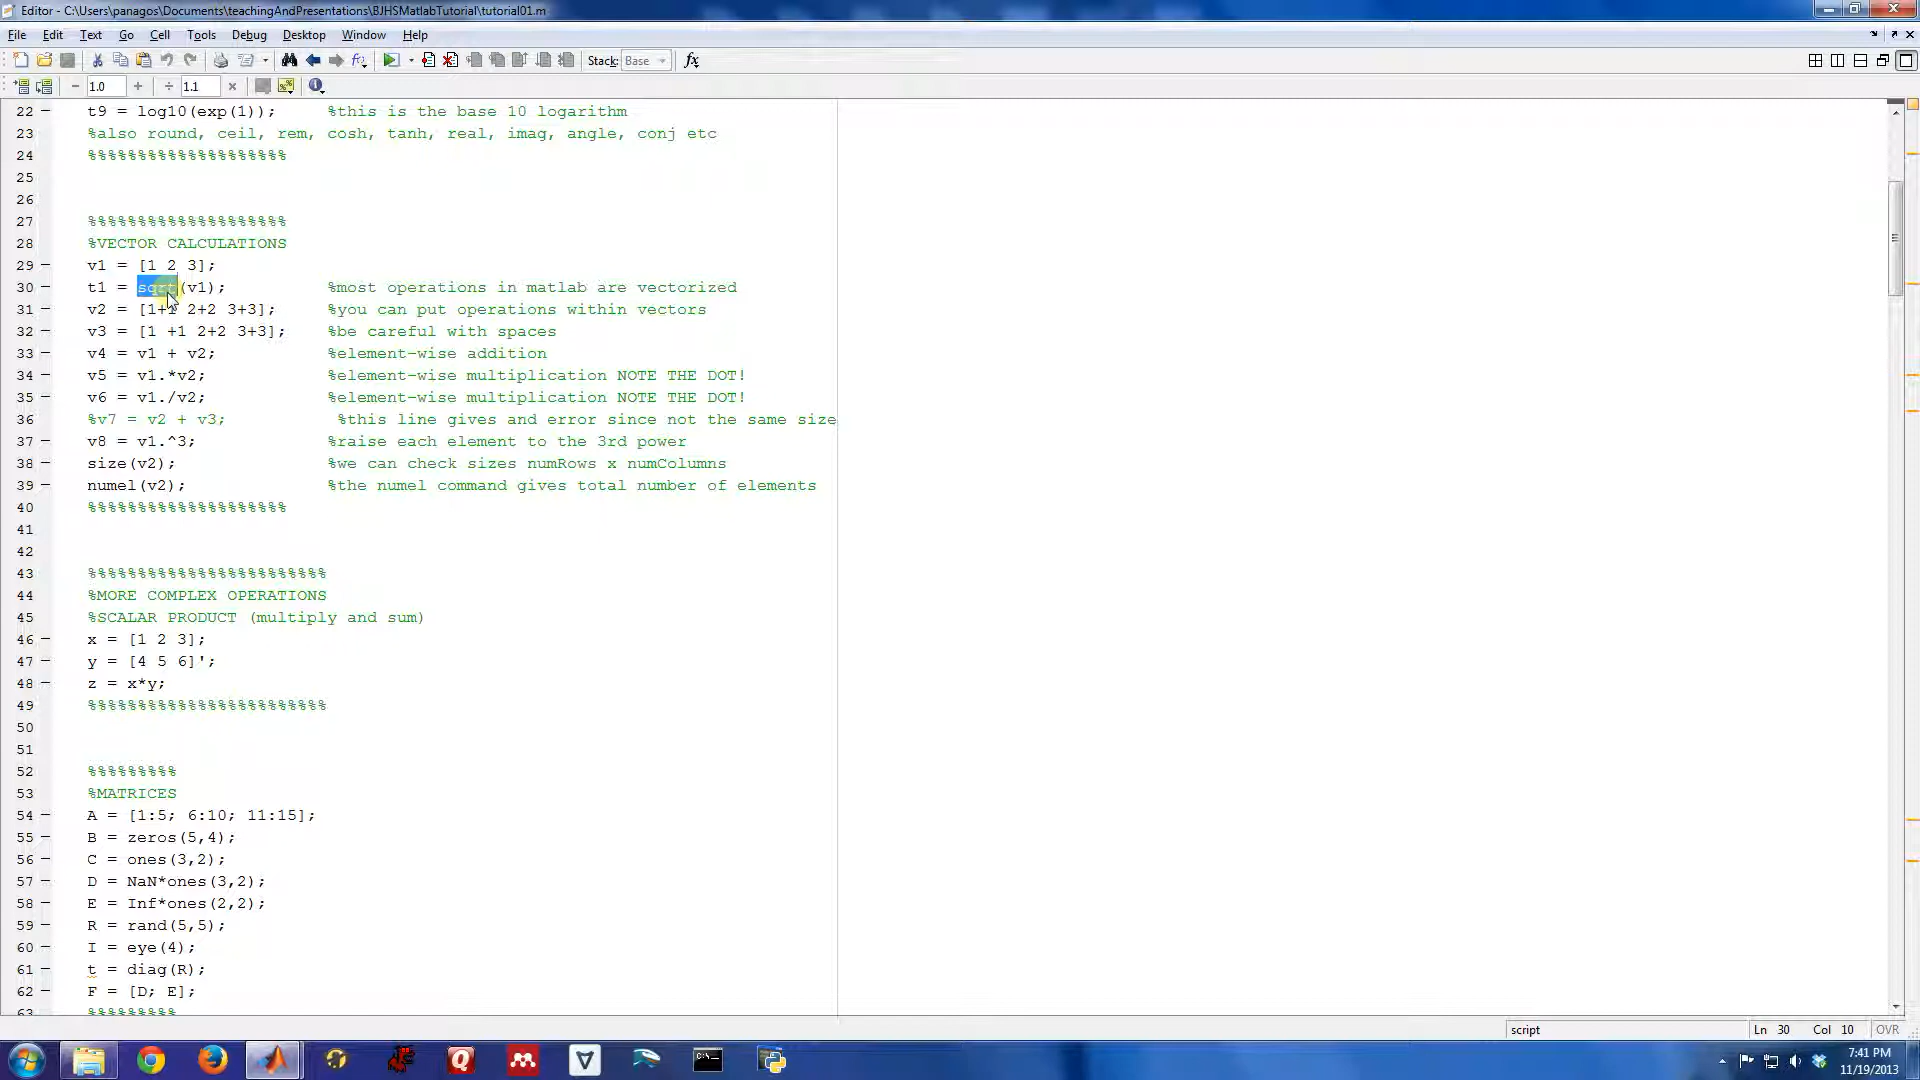 Editor - C:\Users\panagos\Documents\teachingAndPresentations\BJHSMatlabTutorial\tutorial01.m
File Edit Text Go Cell Tools Debug Desktop Window Help
Stack: Base fx
− 1.0 + ÷ 1.1 ×
22 − t9 = log10(exp(1)); %this is the base 10 logarithm
23 %also round, ceil, rem, cosh, tanh, real, imag, angle, conj etc
24 %%%%%%%%%%%%%%%%%%%%
25
26
27 %%%%%%%%%%%%%%%%%%%%
28 %VECTOR CALCULATIONS
29 − v1 = [1 2 3];
30 − t1 = sqrt(v1); %most operations in matlab are vectorized
31 − v2 = [1+1 2+2 3+3]; %you can put operations within vectors
32 − v3 = [1 +1 2+2 3+3]; %be careful with spaces
33 − v4 = v1 + v2; %element-wise addition
34 − v5 = v1.*v2; %element-wise multiplication NOTE THE DOT!
35 − v6 = v1./v2; %element-wise multiplication NOTE THE DOT!
36 %v7 = v2 + v3; %this line gives and error since not the same size
37 − v8 = v1.^3; %raise each element to the 3rd power
38 − size(v2); %we can check sizes numRows x numColumns
39 − numel(v2); %the numel command gives total number of elements
40 %%%%%%%%%%%%%%%%%%%%
41
42
43 %%%%%%%%%%%%%%%%%%%%%%%%
44 %MORE COMPLEX OPERATIONS
45 %SCALAR PRODUCT (multiply and sum)
46 − x = [1 2 3];
47 − y = [4 5 6]';
48 − z = x*y;
49 %%%%%%%%%%%%%%%%%%%%%%%%
50
51
52 %%%%%%%%%
53 %MATRICES
54 − A = [1:5; 6:10; 11:15];
55 − B = zeros(5,4);
56 − C = ones(3,2);
57 − D = NaN*ones(3,2);
58 − E = Inf*ones(2,2);
59 − R = rand(5,5);
60 − I = eye(4);
61 − t = diag(R);
62 − F = [D; E];
63 %%%%%%%%%
script Ln 30 Col 10 OVR
7:41 PM
11/19/2013